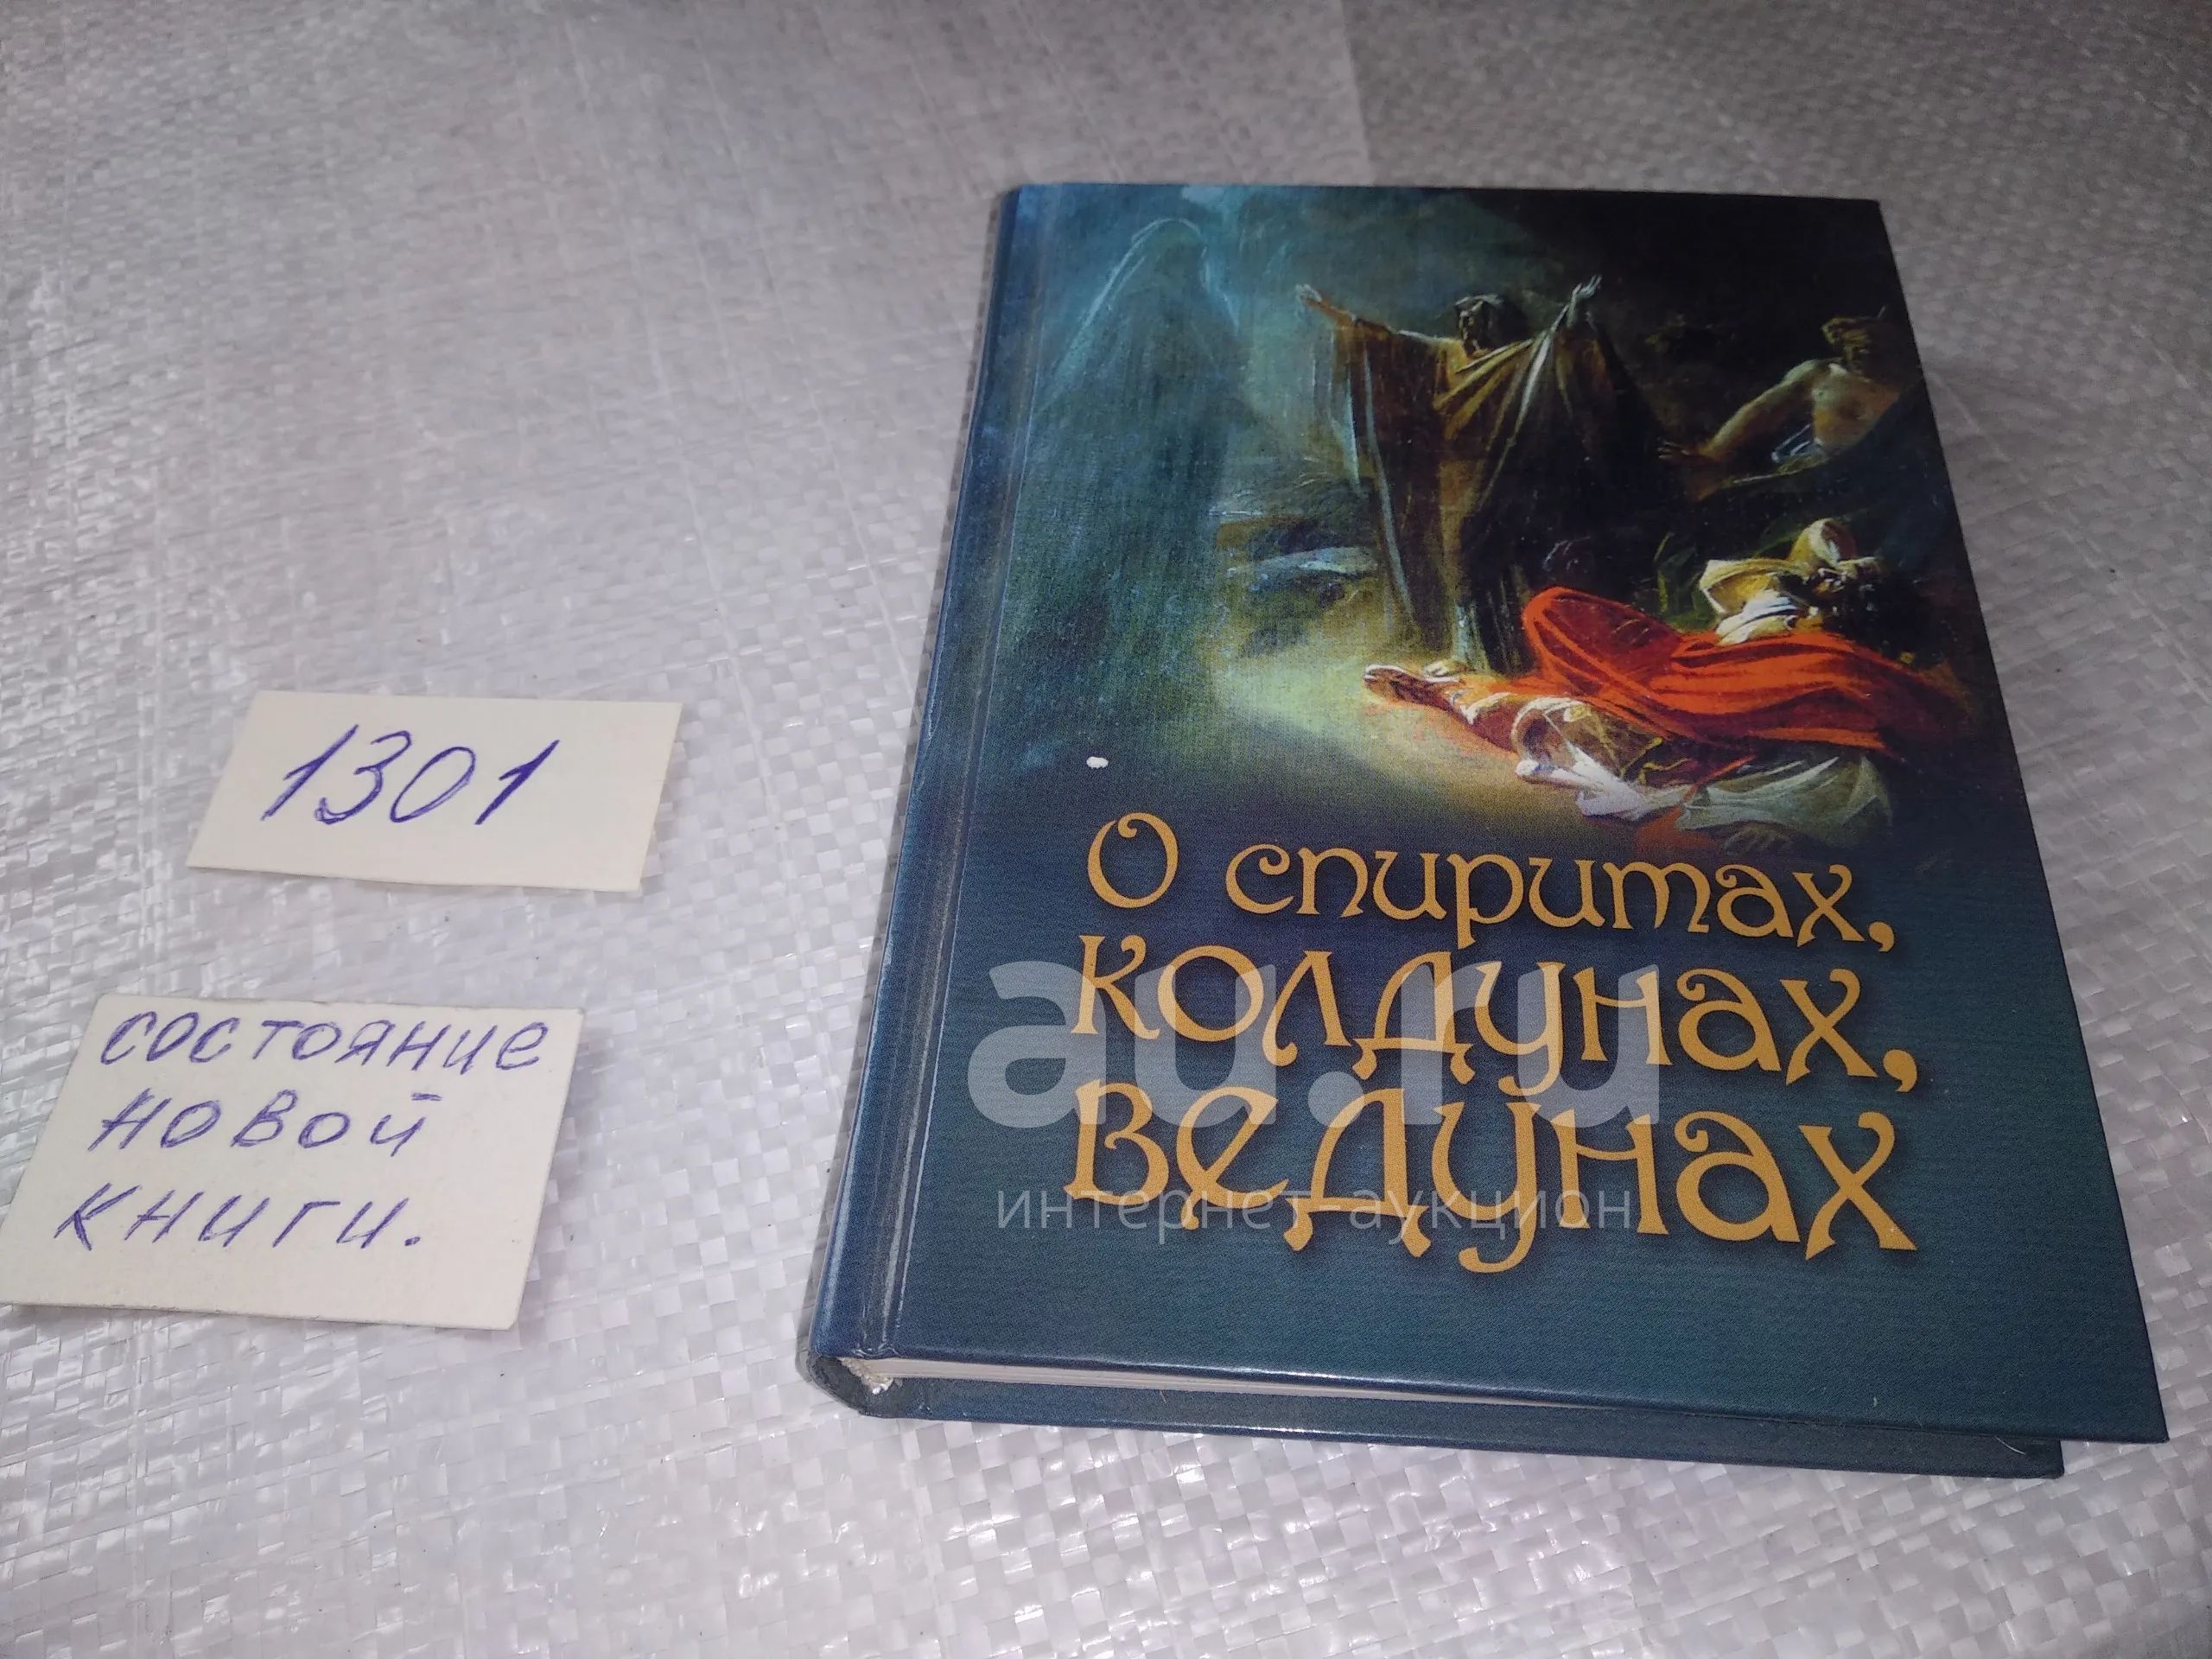 1301
состояние
новой
книги.
О спиритах,
колдунах,
ведунах
au.ru
интернет аукцион